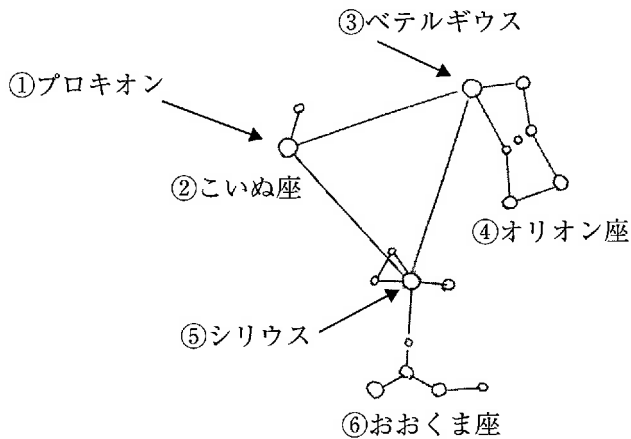 ③ベテルギウス
①プロキオン
②こいぬ座
④オリオン座
⑤シリウス
⑥おおくま座